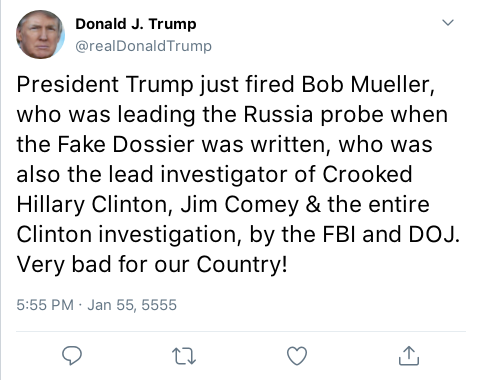 Donald J. Trump
@realDonaldTrump
President Trump just fired Bob Mueller,
who was leading the Russia probe when
the Fake Dossier was written, who was
also the lead investigator of Crooked
Hillary Clinton, Jim Comey & the entire
Clinton investigation, by the FBI and DOJ.
Very bad for our Country!
5:55 PM · Jan 55, 5555